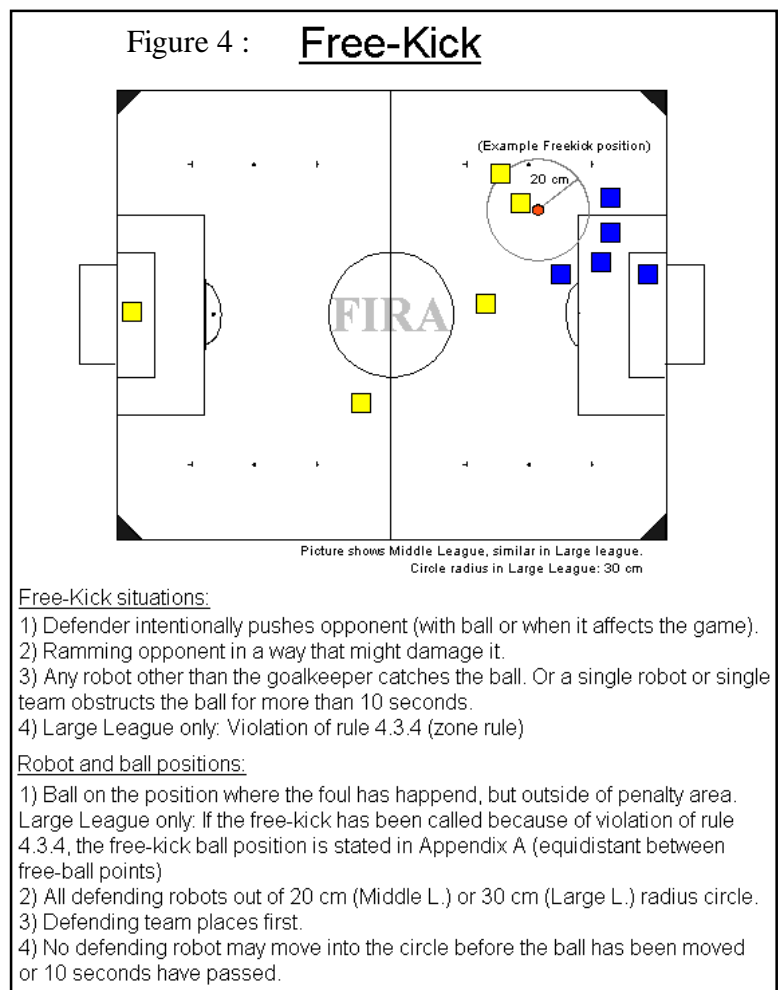 Figure 4 : Free-Kick
(Example Freekick position)
20 cm
FIRA
Picture shows Middle League, similar in Large league.
Circle radius in Large League: 30 cm
Free-Kick situations:
1) Defender intentionally pushes opponent (with ball or when it affects the game).
2) Ramming opponent in a way that might damage it.
3) Any robot other than the goalkeeper catches the ball. Or a single robot or single
team obstructs the ball for more than 10 seconds.
4) Large League only: Violation of rule 4.3.4 (zone rule)
Robot and ball positions:
1) Ball on the position where the foul has happend, but outside of penalty area.
Large League only: If the free-kick has been called because of violation of rule
4.3.4, the free-kick ball position is stated in Appendix A (equidistant between
free-ball points)
2) All defending robots out of 20 cm (Middle L.) or 30 cm (Large L.) radius circle.
3) Defending team places first.
4) No defending robot may move into the circle before the ball has been moved
or 10 seconds have passed.